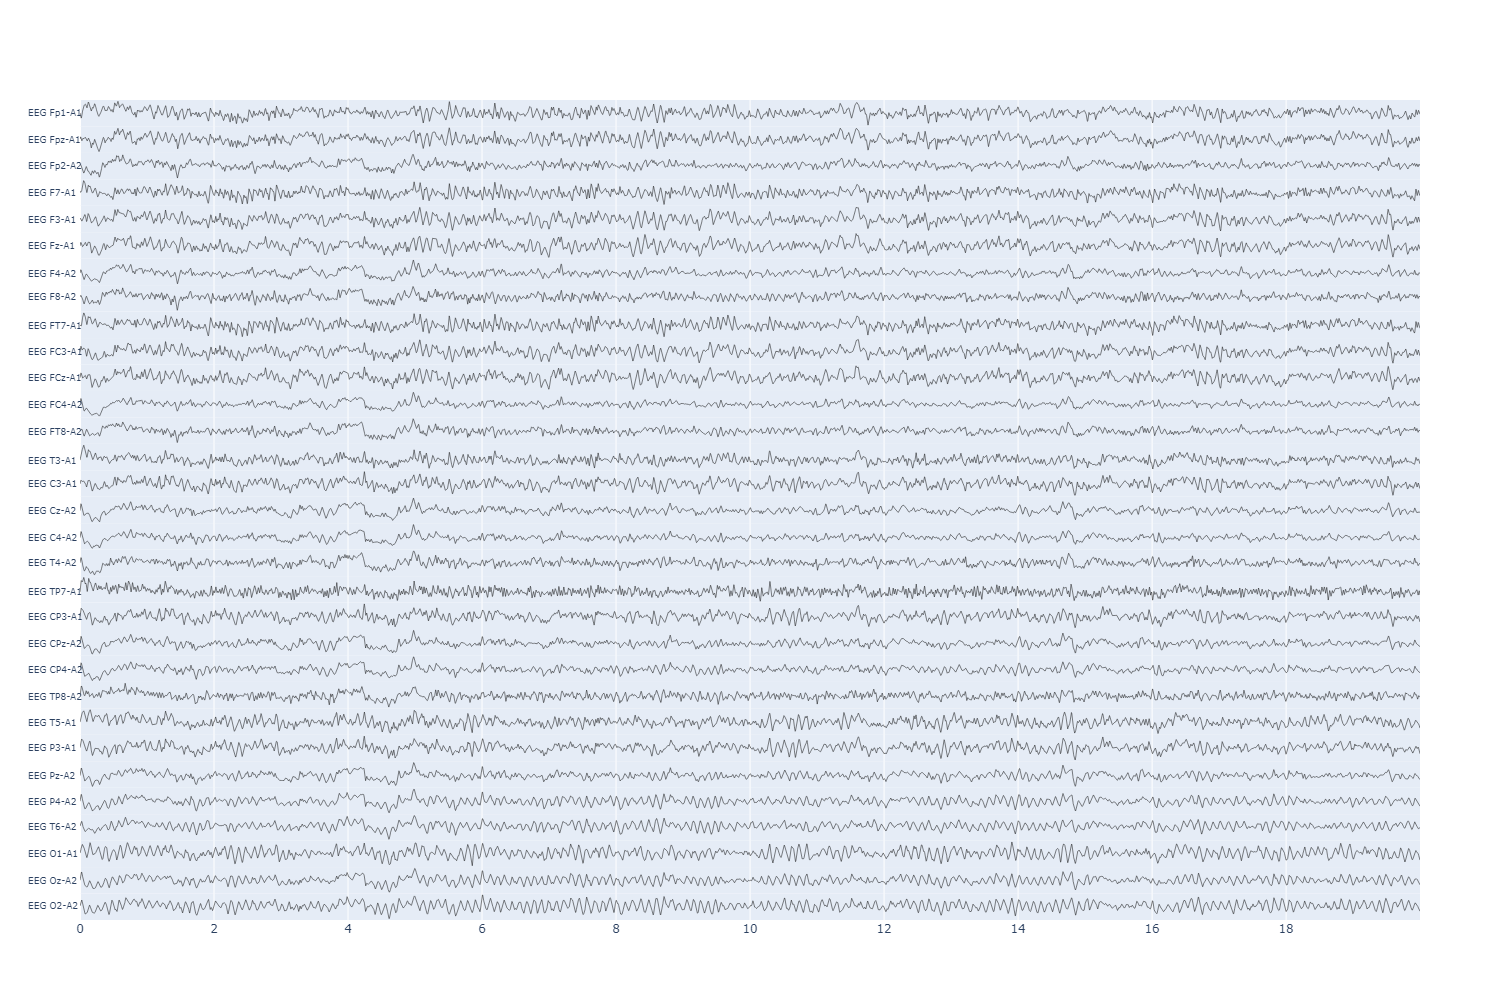 EEG Fp1-A1
EEG Fpz-A1
EEG Fp2-A2
EEG F7-A1
EEG F3-A1
EEG Fz-A1
EEG F4-A2
EEG F8-A2
EEG FT7-A1
EEG FC3-A1
EEG FCz-A1
EEG FC4-A2
EEG FT8-A2
EEG T3-A1
EEG C3-A1
EEG Cz-A2
EEG C4-A2
EEG T4-A2
EEG TP7-A1
EEG CP3-A1
EEG CPz-A2
EEG CP4-A2
EEG TP8-A2
EEG T5-A1
EEG P3-A1
EEG Pz-A2
EEG P4-A2
EEG T6-A2
EEG O1-A1
EEG Oz-A2
EEG O2-A2
0 2 4 6 8 10 12 14 16 18